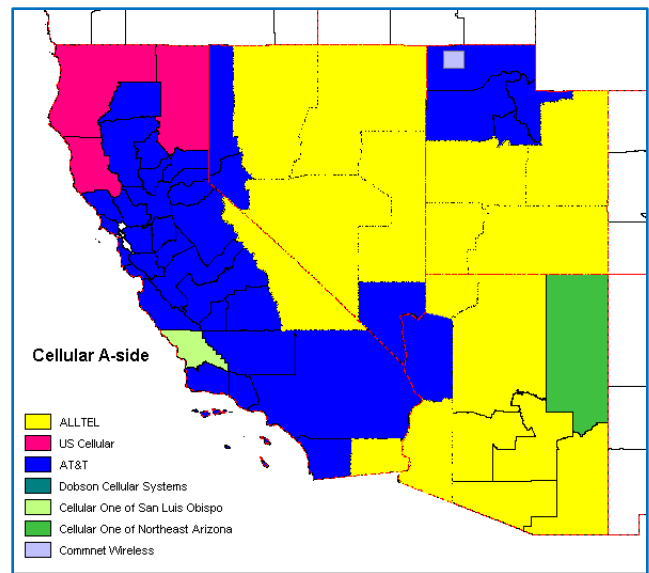 Cellular A-side
ALLTEL
US Cellular
AT&T
Dobson Cellular Systems
Cellular One of San Luis Obispo
Cellular One of Northeast Arizona
Commnet Wireless